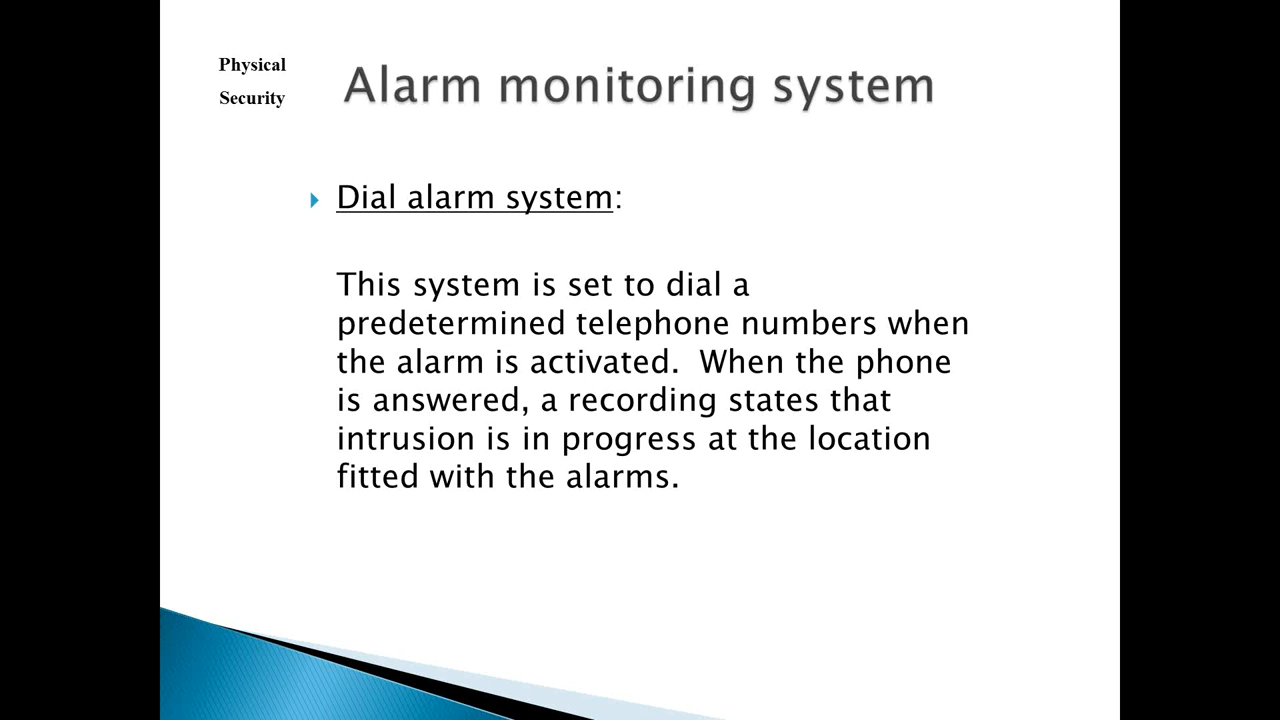 Physical
Security
Alarm monitoring system
Dial alarm system:
This system is set to dial a
predetermined telephone numbers when
the alarm is activated.  When the phone
is answered, a recording states that
intrusion is in progress at the location
fitted with the alarms.